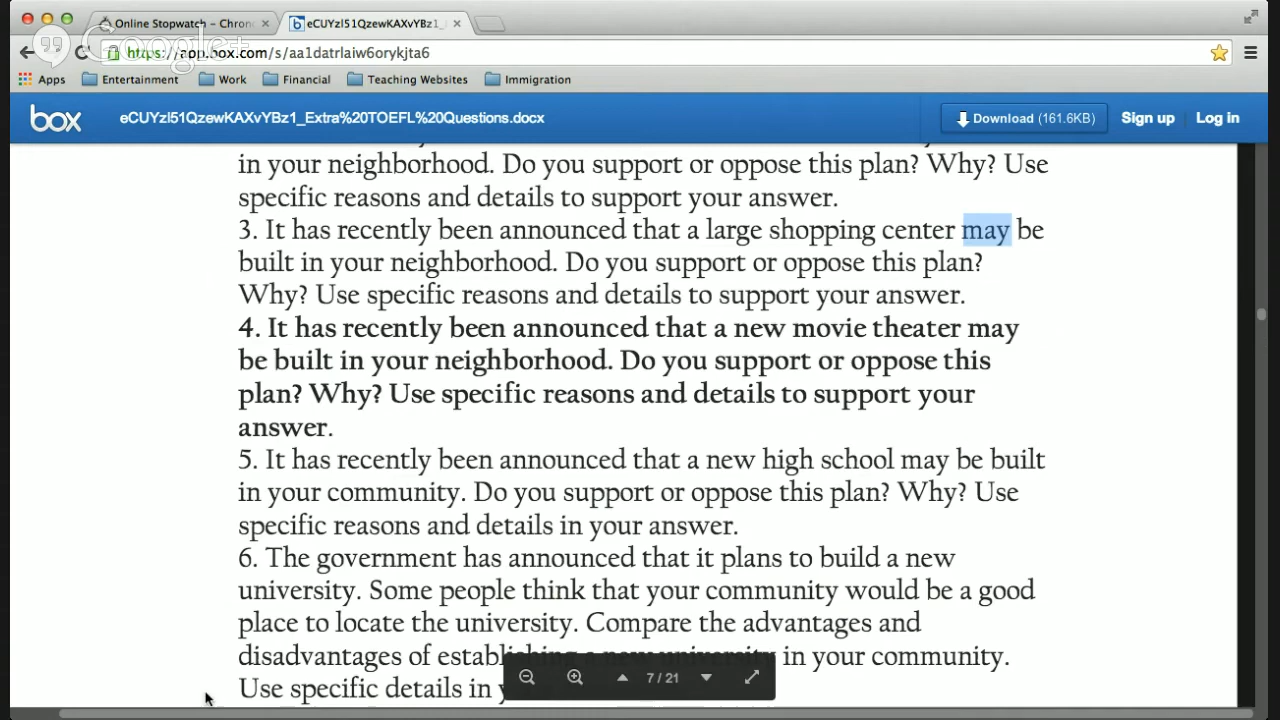 Online Stopwatch – Chron
eCUYzI51QzewKAXvYBz1_
Google+
https://app.box.com/s/aa1datrlaiw6orykjta6
Apps Entertainment Work Financial Teaching Websites Immigration
box eCUYzI51QzewKAXvYBz1_Extra%20TOEFL%20Questions.docx Download (161.6KB) Sign up Log in
in your neighborhood. Do you support or oppose this plan? Why? Use
specific reasons and details to support your answer.
3. It has recently been announced that a large shopping center may be
built in your neighborhood. Do you support or oppose this plan?
Why? Use specific reasons and details to support your answer.
4. It has recently been announced that a new movie theater may
be built in your neighborhood. Do you support or oppose this
plan? Why? Use specific reasons and details to support your
answer.
5. It has recently been announced that a new high school may be built
in your community. Do you support or oppose this plan? Why? Use
specific reasons and details in your answer.
6. The government has announced that it plans to build a new
university. Some people think that your community would be a good
place to locate the university. Compare the advantages and
disadvantages of establishing a new university in your community.
Use specific details in
7 / 21